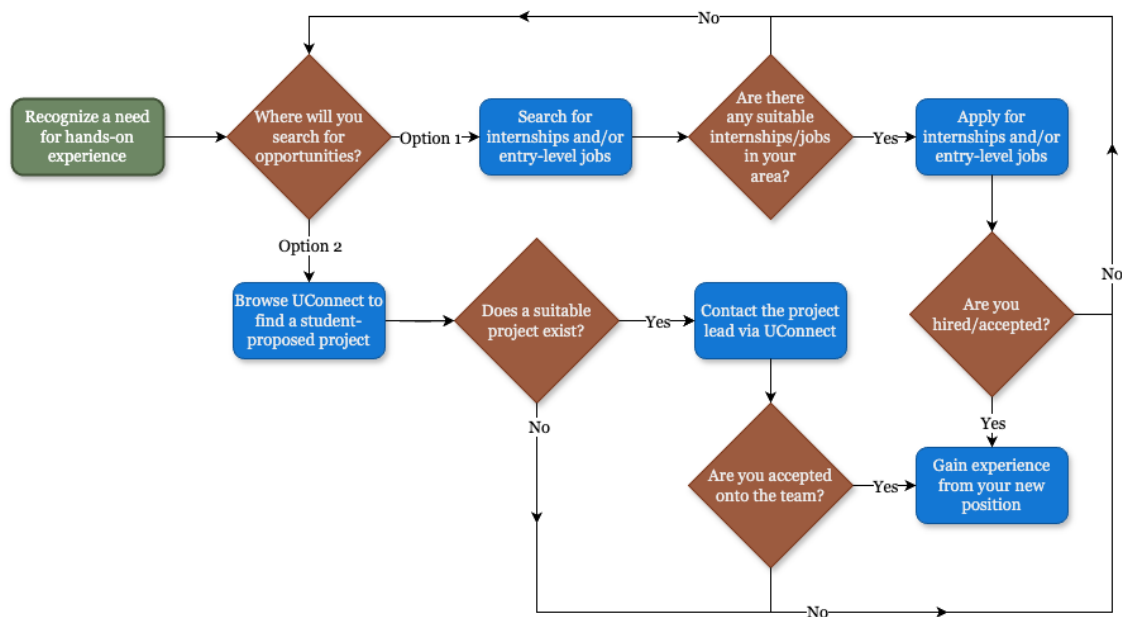 No
Recognize a need
for hands-on
experience
Where will you
search for
opportunities?
Option 1
Search for
internships and/or
entry-level jobs
Are there
any suitable
internships/jobs
in your
area?
Yes
Apply for
internships and/or
entry-level jobs
Option 2
No
Browse UConnect to
find a student-
proposed project
Does a suitable
project exist?
Yes
Contact the project
lead via UConnect
Are you
hired/accepted?
No
Yes
Are you accepted
onto the team?
Yes
Gain experience
from your new
position
No